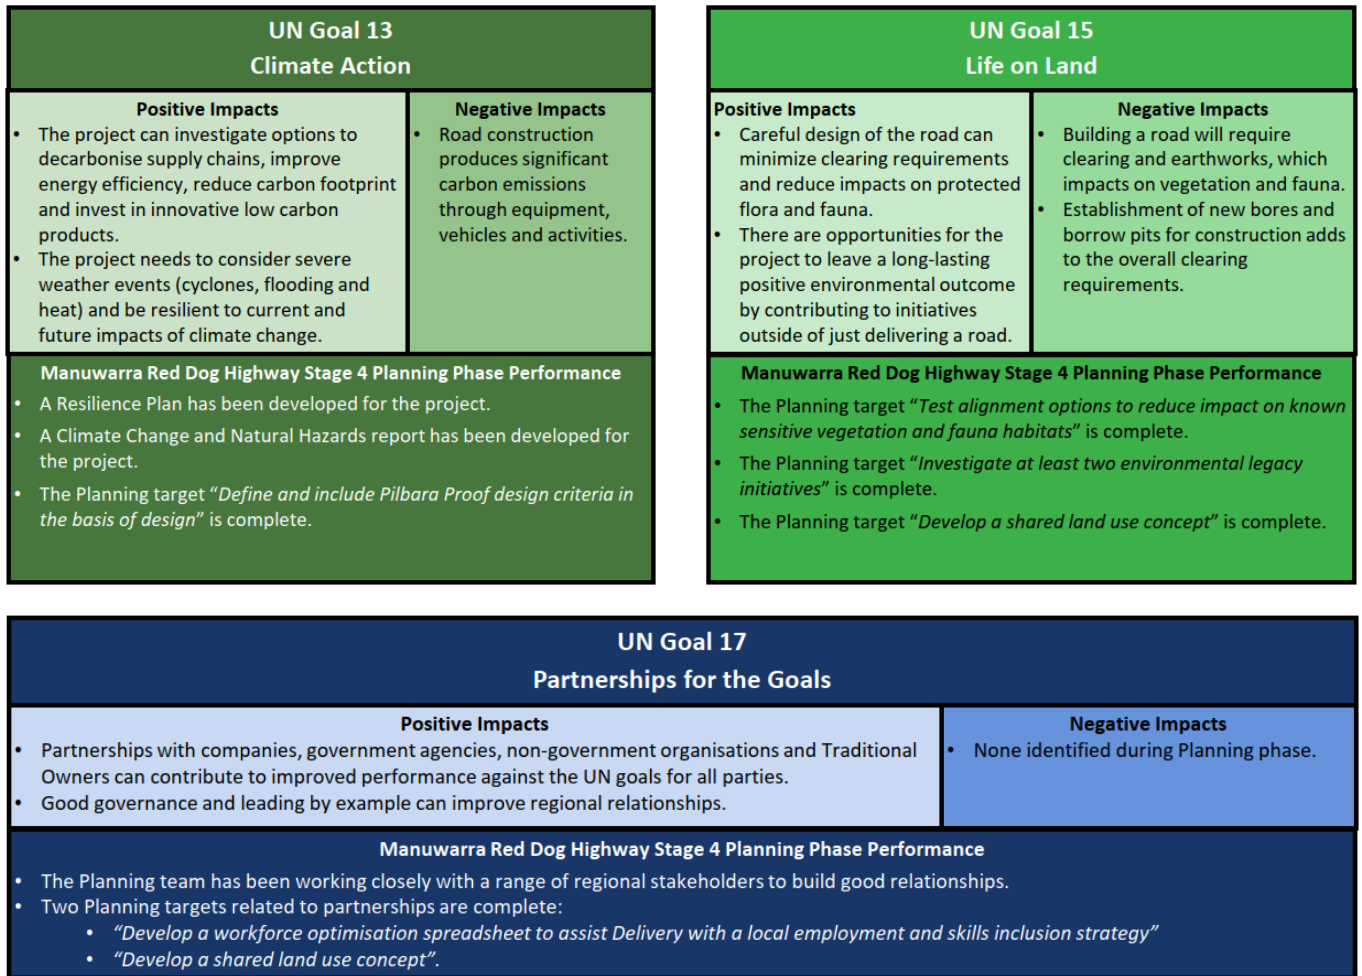 UN Goal 13
Climate Action
Positive Impacts
• The project can investigate options to
decarbonise supply chains, improve
energy efficiency, reduce carbon footprint
and invest in innovative low carbon
products.
• The project needs to consider severe
weather events (cyclones, flooding and
heat) and be resilient to current and
future impacts of climate change.
Negative Impacts
• Road construction
produces significant
carbon emissions
through equipment,
vehicles and activities.
Manuwarra Red Dog Highway Stage 4 Planning Phase Performance
• A Resilience Plan has been developed for the project.
• A Climate Change and Natural Hazards report has been developed for
the project.
• The Planning target “Define and include Pilbara Proof design criteria in
the basis of design” is complete.
UN Goal 15
Life on Land
Positive Impacts
• Careful design of the road can
minimize clearing requirements
and reduce impacts on protected
flora and fauna.
• There are opportunities for the
project to leave a long-lasting
positive environmental outcome
by contributing to initiatives
outside of just delivering a road.
Negative Impacts
• Building a road will require
clearing and earthworks, which
impacts on vegetation and fauna.
• Establishment of new bores and
borrow pits for construction adds
to the overall clearing
requirements.
Manuwarra Red Dog Highway Stage 4 Planning Phase Performance
• The Planning target “Test alignment options to reduce impact on known
sensitive vegetation and fauna habitats” is complete.
• The Planning target “Investigate at least two environmental legacy
initiatives” is complete.
• The Planning target “Develop a shared land use concept” is complete.
UN Goal 17
Partnerships for the Goals
Positive Impacts
• Partnerships with companies, government agencies, non-government organisations and Traditional
Owners can contribute to improved performance against the UN goals for all parties.
• Good governance and leading by example can improve regional relationships.
Negative Impacts
• None identified during Planning phase.
Manuwarra Red Dog Highway Stage 4 Planning Phase Performance
• The Planning team has been working closely with a range of regional stakeholders to build good relationships.
• Two Planning targets related to partnerships are complete:
• “Develop a workforce optimisation spreadsheet to assist Delivery with a local employment and skills inclusion strategy”
• “Develop a shared land use concept”.